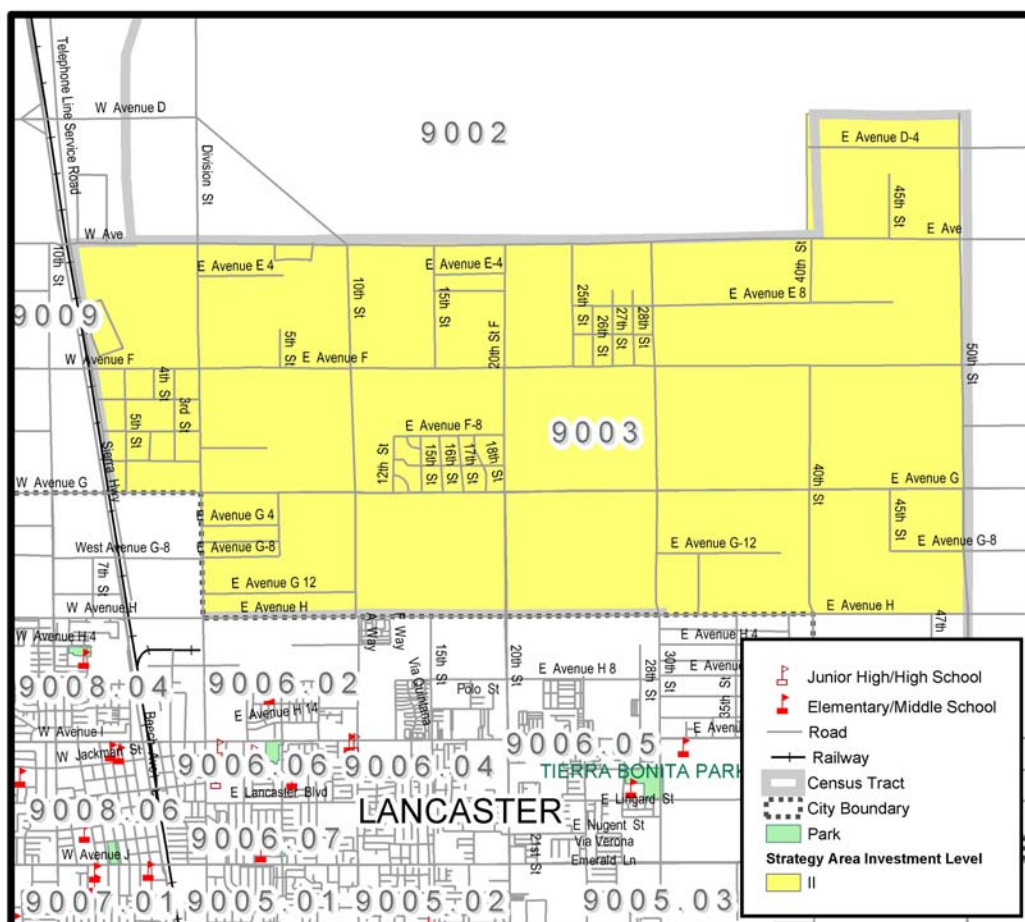 Telephone Line Service Road
W Avenue D
9002
E Avenue D-4
Division St
45th St
W Ave
E Ave
10th St
E Avenue E 4
E Avenue E-4
40th St
9009
10th St
15th St
25th St
26th St
27th St
28th St
E Avenue E 8
5th St
20th St F
50th St
W Avenue F
E Avenue F
4th St
3rd St
5th St
E Avenue F-8
9003
12th St
15th St
16th St
17th St
18th St
Sierra Hwy
W Avenue G
40th St
E Avenue G
E Avenue G 4
45th St
West Avenue G-8
E Avenue G-8
E Avenue G-12
E Avenue G-8
7th St
E Avenue G 12
W Avenue H
E Avenue H
E Avenue H
W Avenue H 4
A Way
E Way
15th St
20th St
28th St
30th St
E Avenue H 4
47th
Via Quintana
E Avenue H 8
E Avenue
9008.04
9006.02
Polo St
35th St
E Avenue H 14
E Avenue
W Avenue I
Beech Ave
9006.05
W Jackman St
9006.06
9006.04
TIERRA BONITA PARK
E Lancaster Blvd
E Lingard St
9008.06
LANCASTER
9006.07
E Nugent St
21st St
Via Verona
W Avenue J
Emerald Ln
9007.01
9005.01
9005.02
9005.03
Junior High/High School
Elementary/Middle School
Road
Railway
Census Tract
City Boundary
Park
Strategy Area Investment Level
II